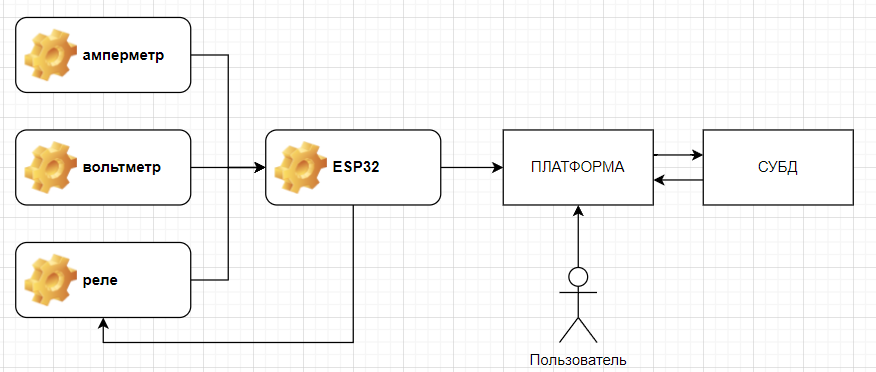 амперметр
вольтметр
ESP32
ПЛАТФОРМА
СУБД
реле
Пользователь